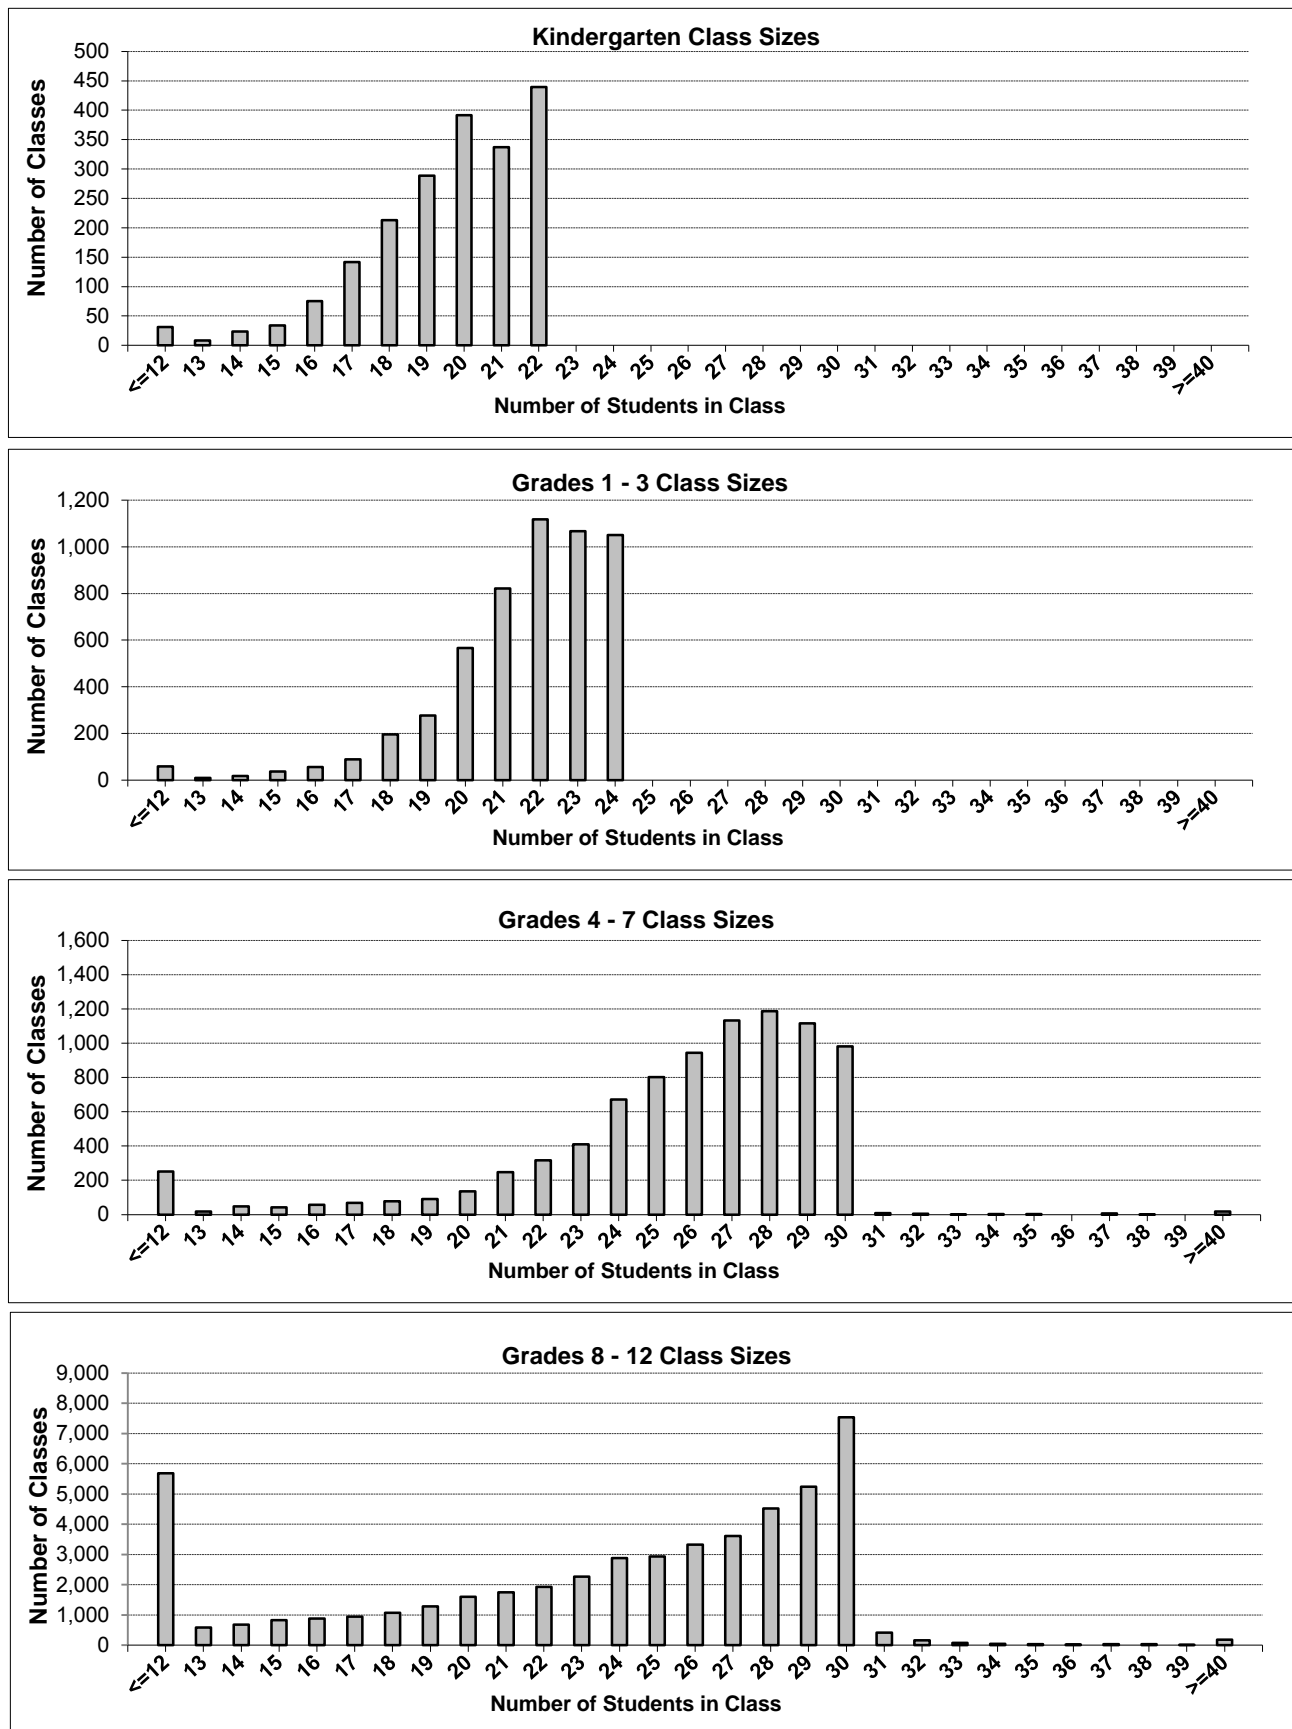 Kindergarten Class Sizes
Number of Classes
500
450
400
350
300
250
200
150
100
50
0
<=12 13 14 15 16 17 18 19 20 21 22 23 24 25 26 27 28 29 30 31 32 33 34 35 36 37 38 39 >=40
Number of Students in Class
Grades 1 - 3 Class Sizes
Number of Classes
1,200
1,000
800
600
400
200
0
<=12 13 14 15 16 17 18 19 20 21 22 23 24 25 26 27 28 29 30 31 32 33 34 35 36 37 38 39 >=40
Number of Students in Class
Grades 4 - 7 Class Sizes
Number of Classes
1,600
1,400
1,200
1,000
800
600
400
200
0
<=12 13 14 15 16 17 18 19 20 21 22 23 24 25 26 27 28 29 30 31 32 33 34 35 36 37 38 39 >=40
Number of Students in Class
Grades 8 - 12 Class Sizes
Number of Classes
9,000
8,000
7,000
6,000
5,000
4,000
3,000
2,000
1,000
0
<=12 13 14 15 16 17 18 19 20 21 22 23 24 25 26 27 28 29 30 31 32 33 34 35 36 37 38 39 >=40
Number of Students in Class